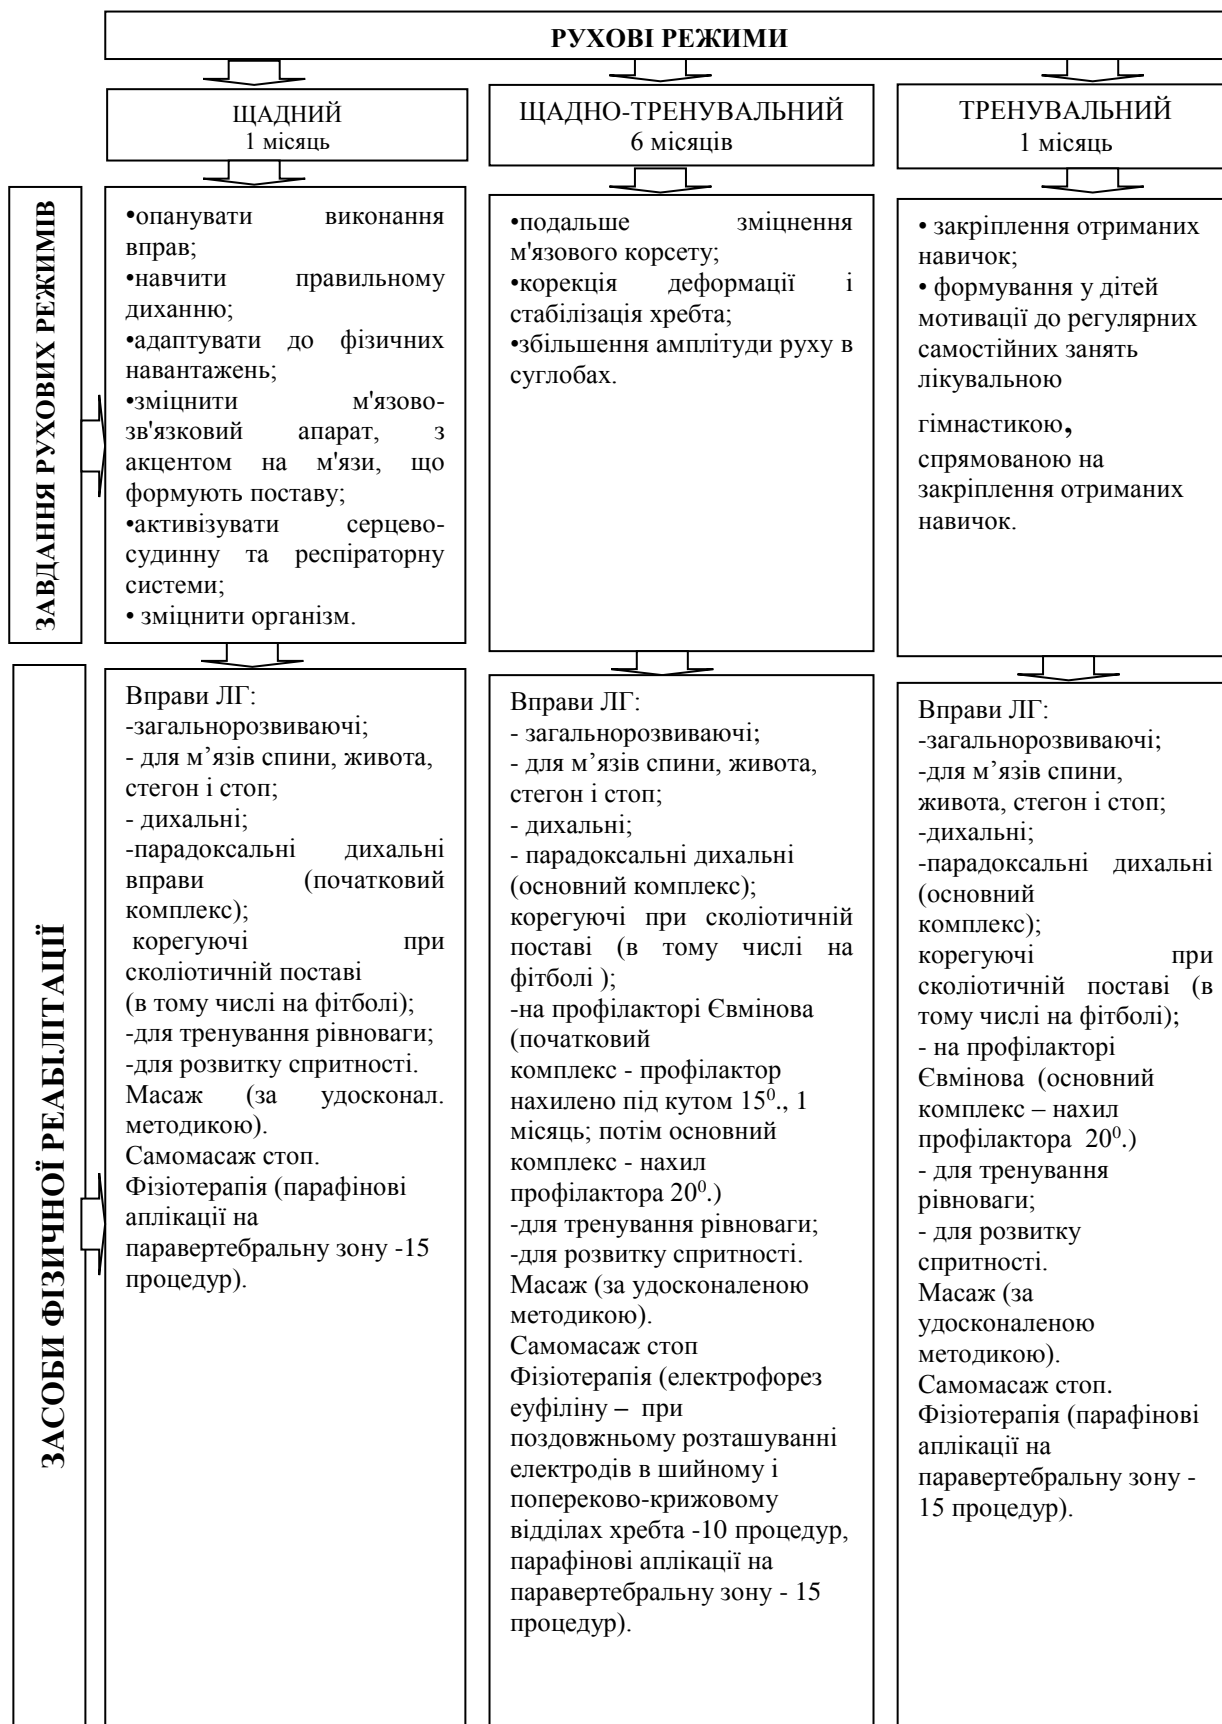 РУХОВІ РЕЖИМИ
ЩАДНИЙ
1 місяць
ЩАДНО-ТРЕНУВАЛЬНИЙ
6 місяців
ТРЕНУВАЛЬНИЙ
1 місяць
ЗАВДАННЯ РУХОВИХ РЕЖИМІВ
•опанувати виконання
вправ;
•навчити правильному
диханню;
•адаптувати до фізичних
навантажень;
•зміцнити м'язово-
зв'язковий апарат, з
акцентом на м'язи, що
формують поставу;
•активізувати серцево-
судинну та респіраторну
системи;
• зміцнити організм.
•подальше зміцнення
м'язового корсету;
•корекція деформації і
стабілізація хребта;
•збільшення амплітуди руху в
суглобах.
• закріплення отриманих
навичок;
• формування у дітей
мотивації до регулярних
самостійних занять
лікувальною
гімнастикою,
спрямованою на
закріплення отриманих
навичок.
ЗАСОБИ ФІЗИЧНОЇ РЕАБІЛІТАЦІЇ
Вправи ЛГ:
-загальнорозвиваючі;
- для м’язів спини, живота,
стегон і стоп;
- дихальні;
-парадоксальні дихальні
вправи (початковий
комплекс);
корегуючі при
сколіотичній поставі
(в тому числі на фітболі);
-для тренування рівноваги;
-для розвитку спритності.
Масаж (за удосконал.
методикою).
Самомасаж стоп.
Фізіотерапія (парафінові
аплікації на
паравертебральну зону -15
процедур).
Вправи ЛГ:
- загальнорозвиваючі;
- для м’язів спини, живота,
стегон і стоп;
- дихальні;
- парадоксальні дихальні
(основний комплекс);
корегуючі при сколіотичній
поставі (в тому числі на
фітболі );
-на профілакторі Євмінова
(початковий
комплекс - профілактор
нахилено під кутом 15⁰., 1
місяць; потім основний
комплекс - нахил
профілактора 20⁰.)
-для тренування рівноваги;
-для розвитку спритності.
Масаж (за удосконаленою
методикою).
Самомасаж стоп
Фізіотерапія (електрофорез
еуфіліну – при
поздовжньому розташуванні
електродів в шийному і
попереково-крижовому
відділах хребта -10 процедур,
парафінові аплікації на
паравертебральну зону - 15
процедур).
Вправи ЛГ:
-загальнорозвиваючі;
-для м’язів спини,
живота, стегон і стоп;
-дихальні;
-парадоксальні дихальні
(основний
комплекс);
корегуючі при
сколіотичній поставі (в
тому числі на фітболі);
- на профілакторі
Євмінова (основний
комплекс – нахил
профілактора 20⁰.)
- для тренування
рівноваги;
- для розвитку
спритності.
Масаж (за
удосконаленою
методикою).
Самомасаж стоп.
Фізіотерапія (парафінові
аплікації на
паравертебральну зону -
15 процедур).